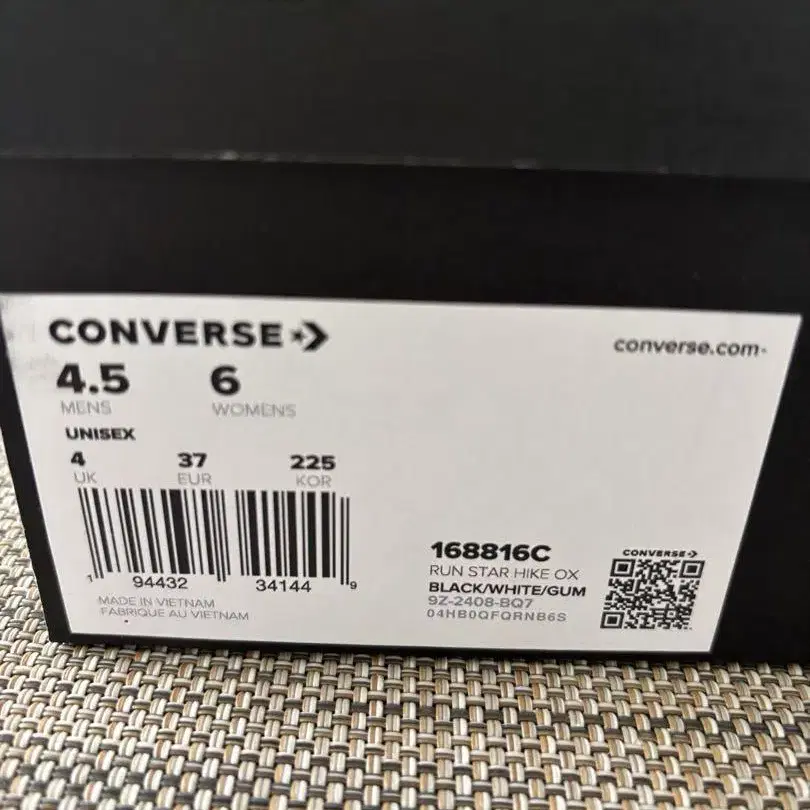 CONVERSE
converse.com
4.5 6
MENS WOMENS
UNISEX
4 37 225
UK EUR KOR
1 94432 34144 9
MADE IN VIETNAM
FABRIQUE AU VIETNAM
168816C
RUN STAR HIKE OX
BLACK/WHITE/GUM
9Z-2408-BQ7
04HB0QFQRNB6S
CONVERSE